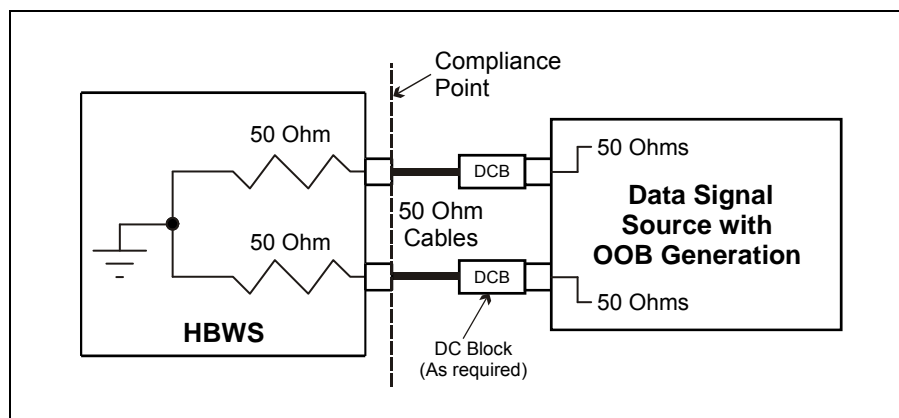 Compliance
Point
50 Ohm
50 Ohms
DCB
Data Signal
Source with
OOB Generation
50 Ohm
Cables
50 Ohm
DCB
50 Ohms
HBWS
DC Block
(As required)